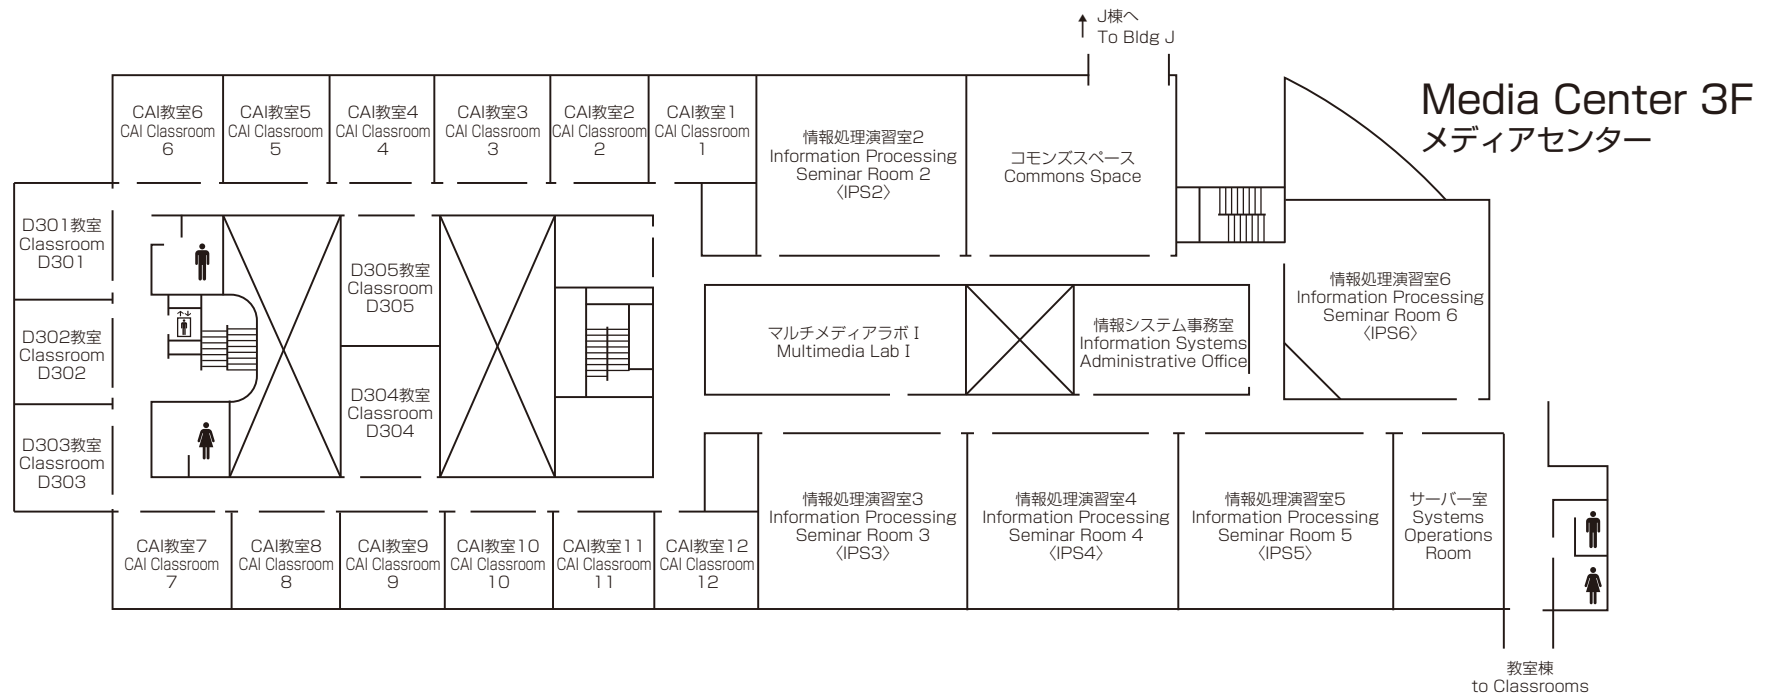 J棟へ
To Bldg J
Media Center 3F
メディアセンター
CAI教室6
CAI Classroom
6
CAI教室5
CAI Classroom
5
CAI教室4
CAI Classroom
4
CAI教室3
CAI Classroom
3
CAI教室2
CAI Classroom
2
CAI教室1
CAI Classroom
1
情報処理演習室2
Information Processing
Seminar Room 2
〈IPS2〉
コモンズスペース
Commons Space
D301教室
Classroom
D301
D305教室
Classroom
D305
情報処理演習室6
Information Processing
Seminar Room 6
〈IPS6〉
D302教室
Classroom
D302
マルチメディアラボⅠ
Multimedia Lab Ⅰ
情報システム事務室
Information Systems
Administrative Office
D304教室
Classroom
D304
D303教室
Classroom
D303
CAI教室7
CAI Classroom
7
CAI教室8
CAI Classroom
8
CAI教室9
CAI Classroom
9
CAI教室10
CAI Classroom
10
CAI教室11
CAI Classroom
11
CAI教室12
CAI Classroom
12
情報処理演習室3
Information Processing
Seminar Room 3
〈IPS3〉
情報処理演習室4
Information Processing
Seminar Room 4
〈IPS4〉
情報処理演習室5
Information Processing
Seminar Room 5
〈IPS5〉
サーバー室
Systems
Operations
Room
教室棟
to Classrooms